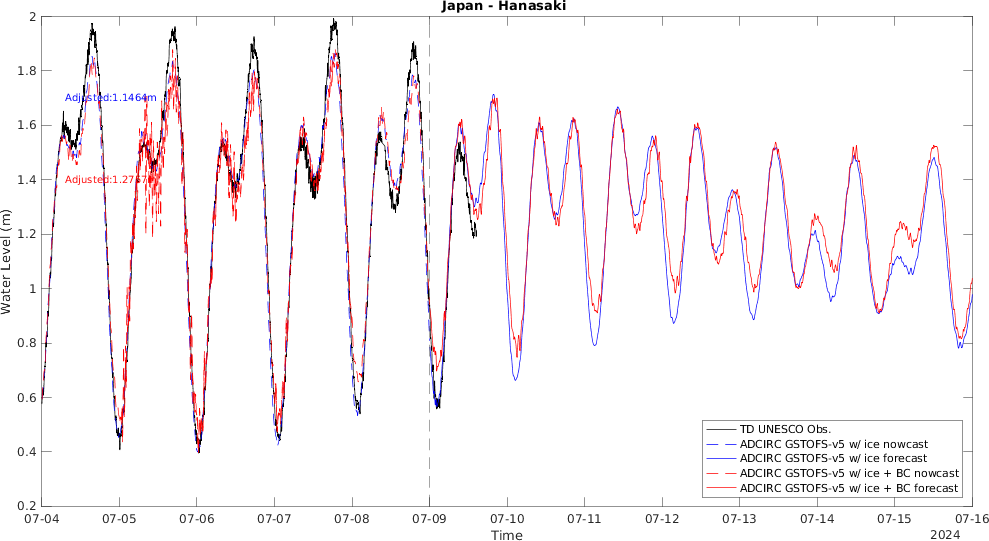 Japan - Hanasaki
Water Level (m)
2
1.8
1.6
1.4
1.2
1
0.8
0.6
0.4
0.2
Adjusted:1.1464m
Adjusted:1.27
TD UNESCO Obs.
ADCIRC GSTOFS-v5 w/ ice nowcast
ADCIRC GSTOFS-v5 w/ ice forecast
ADCIRC GSTOFS-v5 w/ ice + BC nowcast
ADCIRC GSTOFS-v5 w/ ice + BC forecast
07-04 07-05 07-06 07-07 07-08 07-09 07-10 07-11 07-12 07-13 07-14 07-15 07-16
Time
2024